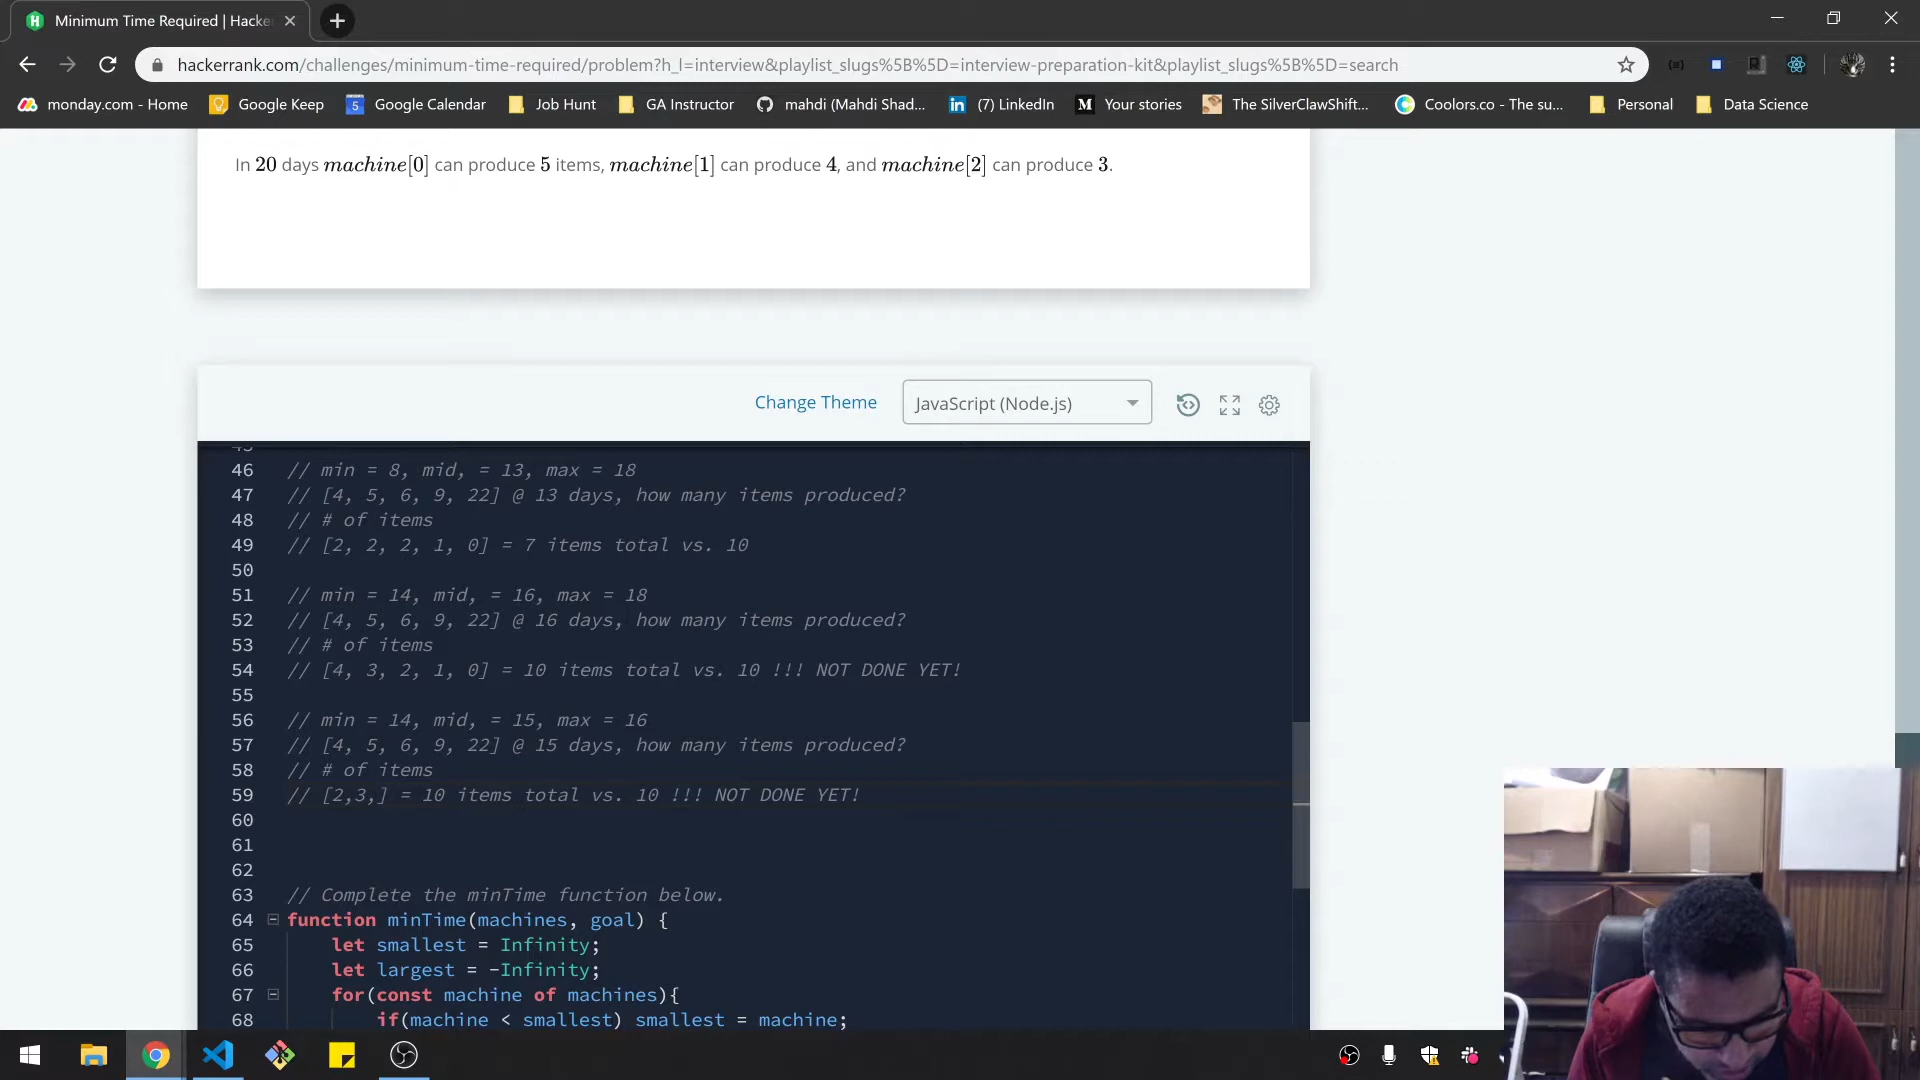 Minimum Time Required | Hacke
hackerrank.com/challenges/minimum-time-required/problem?h_l=interview&playlist_slugs%5B%5D=interview-preparation-kit&playlist_slugs%5B%5D=search
monday.com - Home Google Keep 5 Google Calendar Job Hunt GA Instructor mahdi (Mahdi Shad... in (7) LinkedIn M Your stories The SilverClawShift... Coolors.co - The su... Personal Data Science
In 20 days machine[0] can produce 5 items, machine[1] can produce 4, and machine[2] can produce 3.
Change Theme JavaScript (Node.js)
46 // min = 8, mid, = 13, max = 18
47 // [4, 5, 6, 9, 22] @ 13 days, how many items produced?
48 // # of items
49 // [2, 2, 2, 1, 0] = 7 items total vs. 10
50
51 // min = 14, mid, = 16, max = 18
52 // [4, 5, 6, 9, 22] @ 16 days, how many items produced?
53 // # of items
54 // [4, 3, 2, 1, 0] = 10 items total vs. 10 !!! NOT DONE YET!
55
56 // min = 14, mid, = 15, max = 16
57 // [4, 5, 6, 9, 22] @ 15 days, how many items produced?
58 // # of items
59 // [2,3,] = 10 items total vs. 10 !!! NOT DONE YET!
60
61
62
63 // Complete the minTime function below.
64 function minTime(machines, goal) {
65 let smallest = Infinity;
66 let largest = -Infinity;
67 for(const machine of machines){
68 if(machine < smallest) smallest = machine;